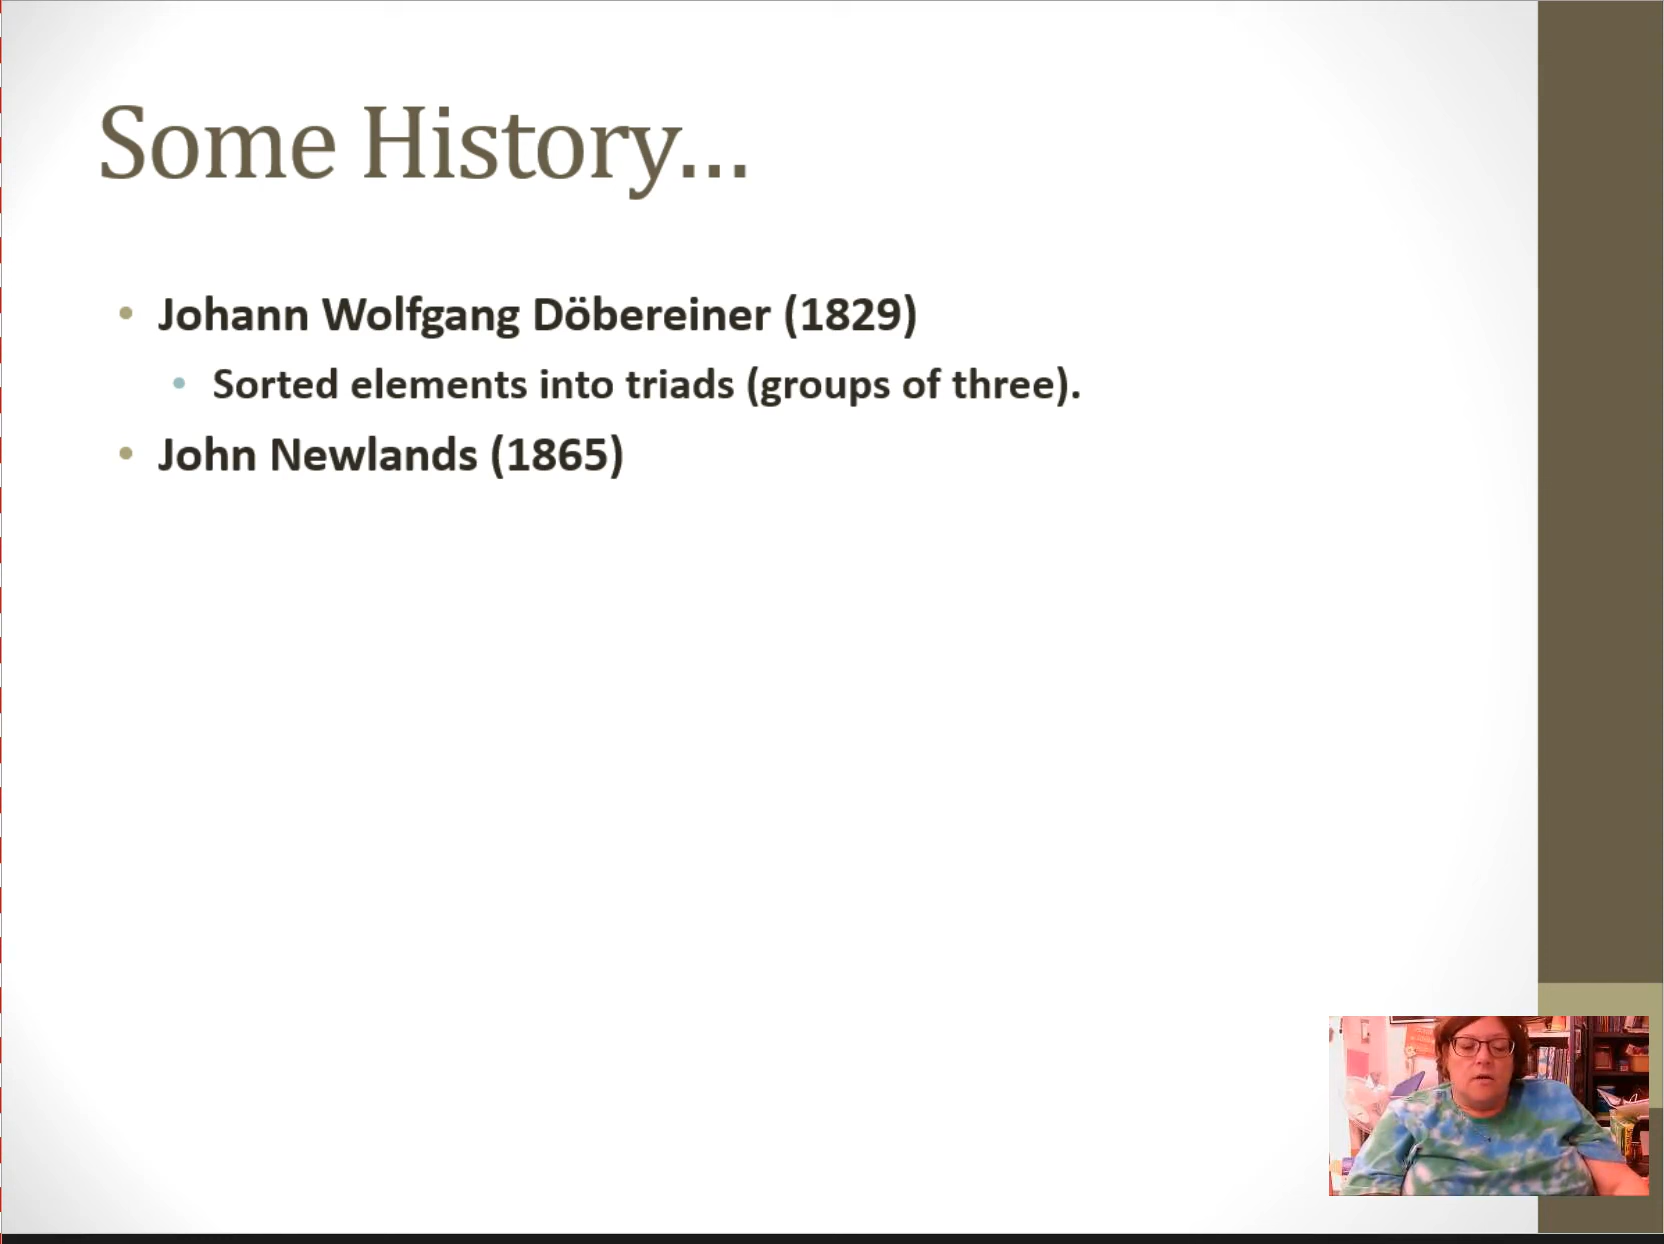 Some History...
• Johann Wolfgang Döbereiner (1829)
• Sorted elements into triads (groups of three).
• John Newlands (1865)